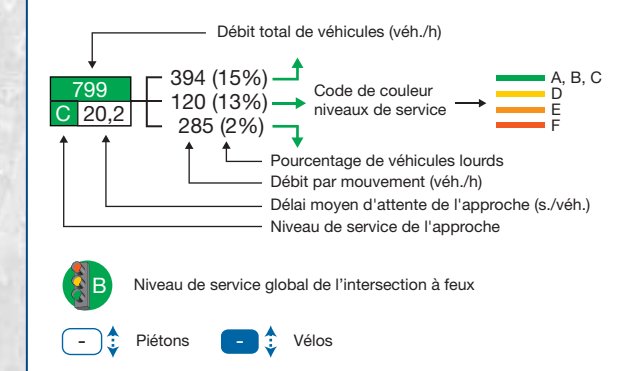 Débit total de véhicules (véh./h)
799
C 20,2
394 (15%)
120 (13%)
285 (2%)
Code de couleur
niveaux de service
A, B, C
D
E
F
Pourcentage de véhicules lourds
Débit par mouvement (véh./h)
Délai moyen d'attente de l'approche (s./véh.)
Niveau de service de l'approche
B
Niveau de service global de l’intersection à feux
- Piétons
- Vélos